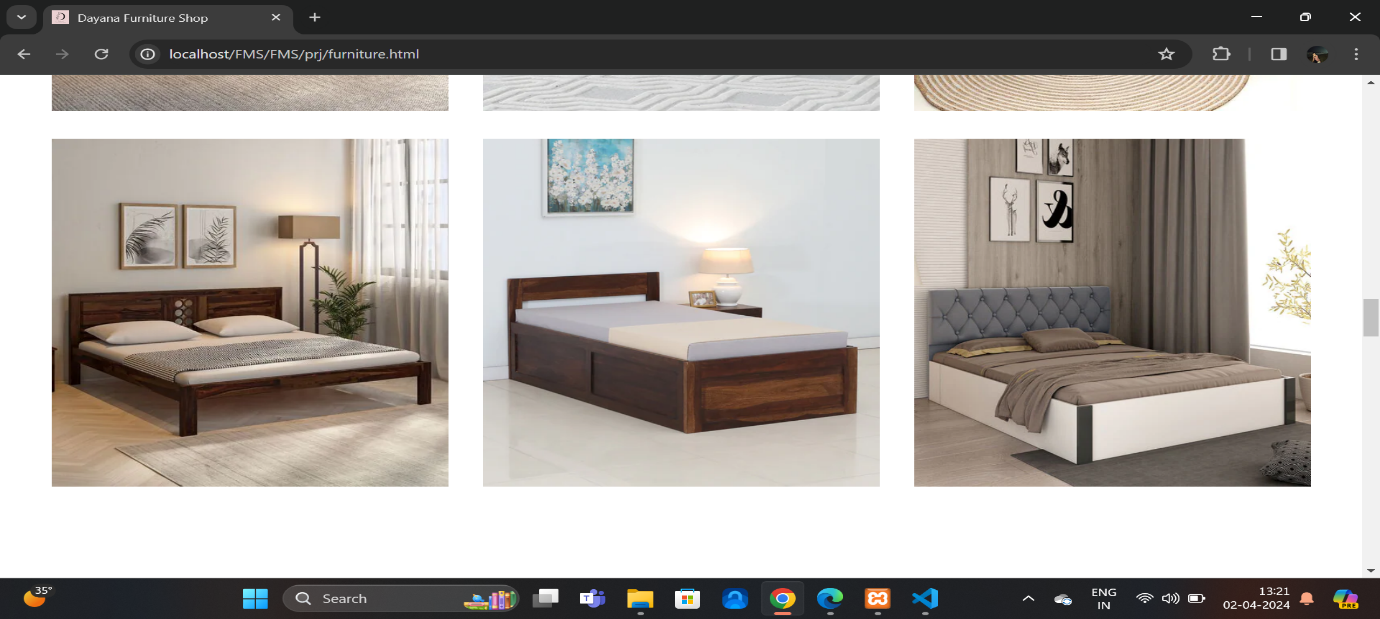 Dayana Furniture Shop
localhost/FMS/FMS/prj/furniture.html
&
35°
Search
T
ENG
IN
13:21
02-04-2024
PRE